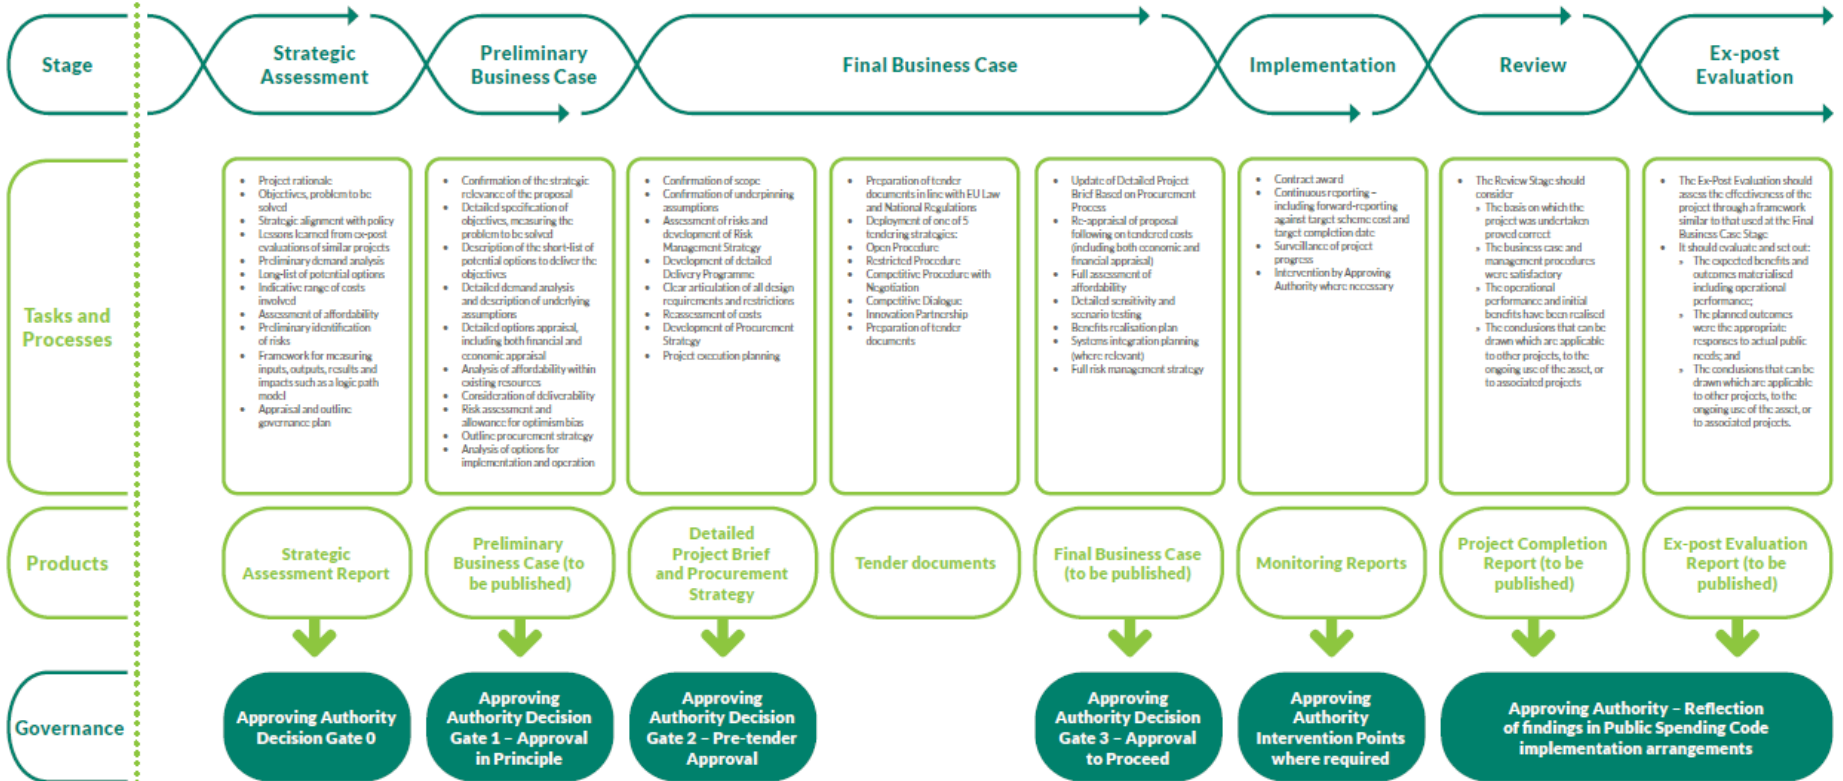 Stage
Strategic
Assessment
Preliminary
Business Case
Final Business Case
Implementation
Review
Ex-post
Evaluation
Tasks and
Processes
• Project rationale
• Objectives, problem to be
solved
• Strategic alignment with policy
• Lessons learned from ex-post
evaluations of similar projects
• Preliminary demand analysis
• Long-list of potential options
• Indicative range of costs
involved
• Assessment of affordability
• Preliminary identification
of risks
• Framework for measuring
inputs, outputs, results and
impacts such as a logic path
model
• Appraisal and outline
governance plan
• Confirmation of the strategic
relevance of the proposal
• Detailed specification of
objectives, measuring the
problem to be solved
• Description of the short-list of
potential options to deliver the
objectives
• Detailed demand analysis
and description of underlying
assumptions
• Detailed options appraisal,
including both financial and
economic appraisal
• Analysis of affordability within
existing resources
• Consideration of deliverability
• Risk assessment and
allowance for optimism bias
• Outline procurement strategy
• Analysis of options for
implementation and operation
• Confirmation of scope
• Confirmation of underpinning
assumptions
• Assessment of risks and
development of Risk
Management Strategy
• Development of detailed
Delivery Programme
• Clear articulation of all design
requirements and restrictions
• Reassessment of costs
• Development of Procurement
Strategy
• Project execution planning
• Preparation of tender
documents in line with EU Law
and National Regulations
• Deployment of one of 5
tendering strategies:
• Open Procedure
• Restricted Procedure
• Competitive Procedure with
Negotiation
• Competitive Dialogue
• Innovation Partnership
• Preparation of tender
documents
• Update of Detailed Project
Brief Based on Procurement
Process
• Re-appraisal of proposal
following on tendered costs
(including both economic and
financial appraisal)
• Full assessment of
affordability
• Detailed sensitivity and
scenario testing
• Benefits realisation plan
• Systems integration planning
(where relevant)
• Full risk management strategy
• Contract award
• Continuous reporting –
including forward-reporting
against target scheme cost and
target completion date
• Surveillance of project
progress
• Intervention by Approving
Authority where necessary
• The Review Stage should
consider
» The basis on which the
project was undertaken
proved correct
» The business case and
management procedures
were satisfactory
» The operational
performance and initial
benefits have been realised
» The conclusions that can be
drawn which are applicable
to other projects, to the
ongoing use of the asset, or
to associated projects
• The Ex-Post Evaluation should
assess the effectiveness of the
project through a framework
similar to that used at the Final
Business Case Stage
• It should evaluate and set out:
» The expected benefits and
outcomes materialised
including operational
performance;
» The planned outcomes
were the appropriate
responses to actual public
needs; and
» The conclusions that can be
drawn which are applicable
to other projects, to the
ongoing use of the asset, or
to associated projects.
Products
Strategic
Assessment Report
Preliminary
Business Case (to
be published)
Detailed
Project Brief
and Procurement
Strategy
Tender documents
Final Business Case
(to be published)
Monitoring Reports
Project Completion
Report (to be
published)
Ex-post Evaluation
Report (to be
published)
Governance
Approving Authority
Decision Gate 0
Approving
Authority Decision
Gate 1 – Approval
in Principle
Approving
Authority Decision
Gate 2 – Pre-tender
Approval
Approving
Authority Decision
Gate 3 – Approval
to Proceed
Approving
Authority
Intervention Points
where required
Approving Authority – Reflection
of findings in Public Spending Code
implementation arrangements